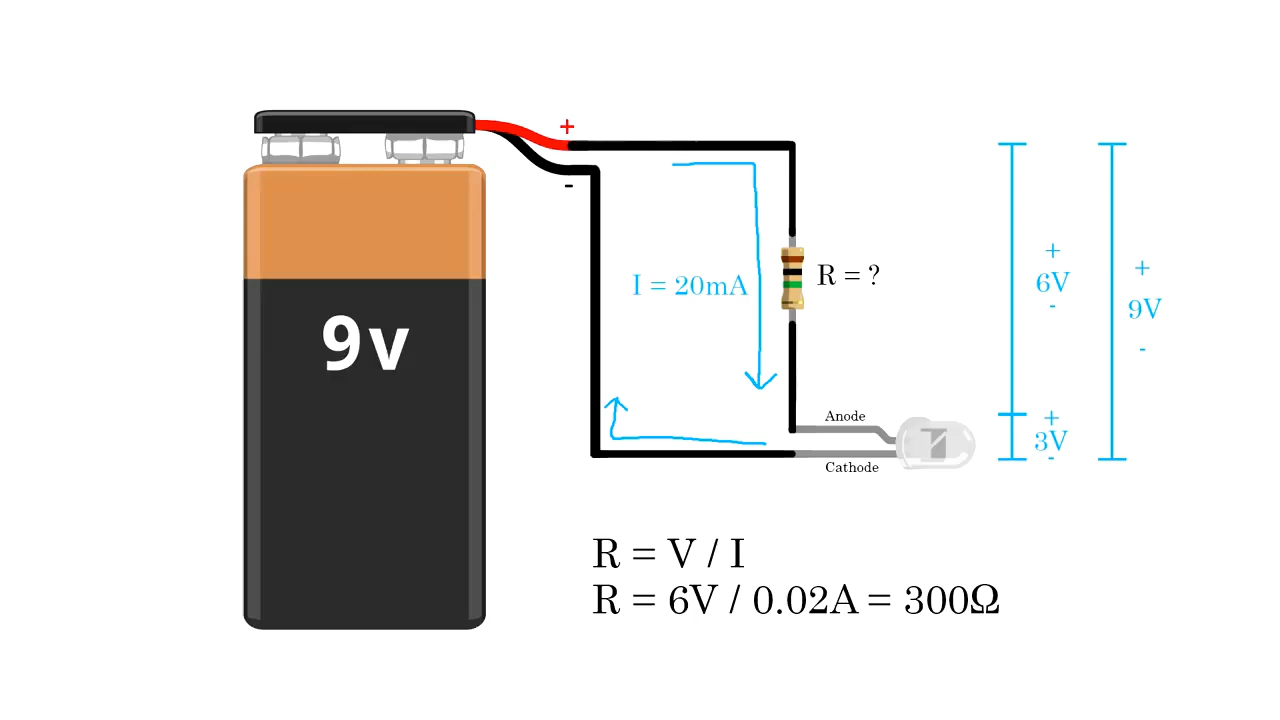 +
-
9v
I = 20mA
R = ?
+
6V
-
+
9V
-
Anode
Cathode
+
3V
-
R = V / I
R = 6V / 0.02A = 300Ω